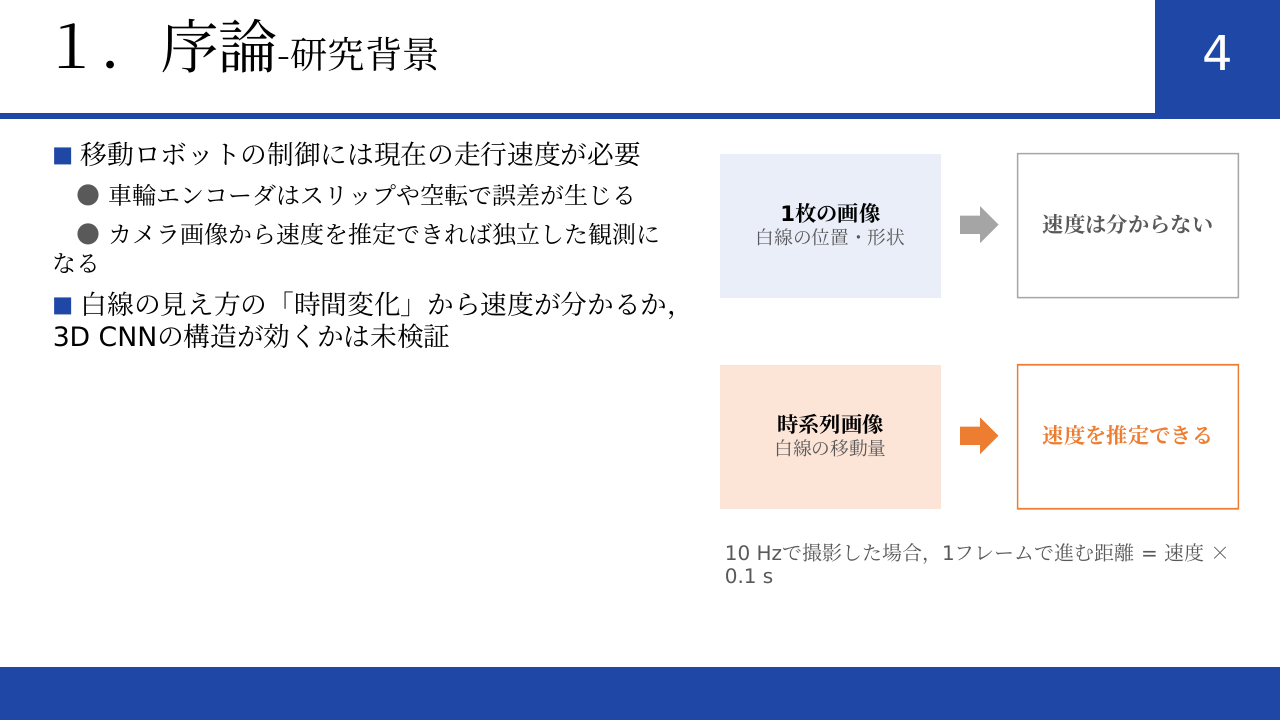 １．序論-研究背景
4
■ 移動ロボットの制御には現在の走行速度が必要
● 車輪エンコーダはスリップや空転で誤差が生じる
● カメラ画像から速度を推定できれば独立した観測に
なる
■ 白線の見え方の「時間変化」から速度が分かるか，
3D CNNの構造が効くかは未検証
1枚の画像
白線の位置・形状
速度は分からない
時系列画像
白線の移動量
速度を推定できる
10 Hzで撮影した場合，1フレームで進む距離 = 速度 ×
0.1 s